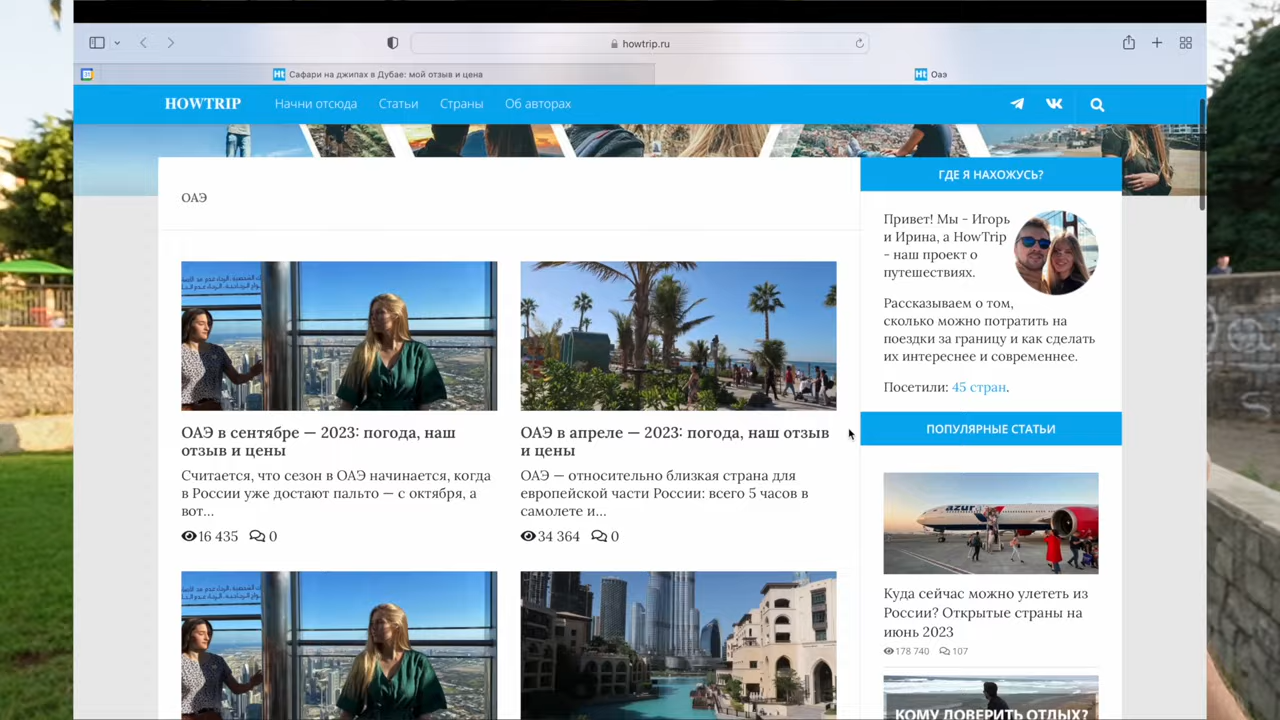 howtrip.ru
Сафари на джипах в Дубае: мой отзыв и цена
Оаэ
HOWTRIP
Начни отсюда
Статьи
Страны
Об авторах
ОАЭ
ОАЭ в сентябре — 2023: погода, наш
отзыв и цены
Считается, что сезон в ОАЭ начинается, когда
в России уже достают пальто — с октября, а
вот...
16 435 0
ОАЭ в апреле — 2023: погода, наш отзыв
и цены
ОАЭ — относительно близкая страна для
европейской части России: всего 5 часов в
самолете и...
34 364 0
ГДЕ Я НАХОЖУСЬ?
Привет! Мы - Игорь
и Ирина, а HowTrip
- наш проект о
путешествиях.
Рассказываем о том,
сколько можно потратить на
поездки за границу и как сделать
их интереснее и современнее.
Посетили: 45 стран.
ПОПУЛЯРНЫЕ СТАТЬИ
azur
Куда сейчас можно улететь из
России? Открытые страны на
июнь 2023
178 740 107
КОМУ ДОВЕРИТЬ ОТДЫХ?